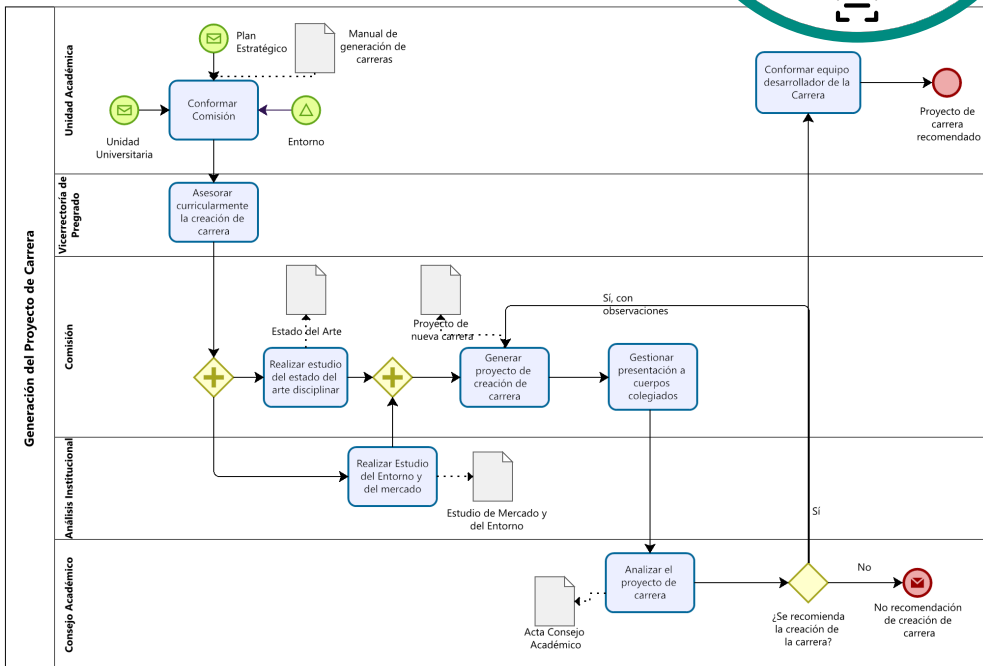 Generación del Proyecto de Carrera
Unidad Académica
Plan
Estratégico
Manual de
generación de
carreras
Conformar
Comisión
Unidad
Universitaria
Entorno
Conformar equipo
desarrollador de la
Carrera
Proyecto de
carrera
recomendado
Vicerrectoría de
Pregrado
Asesorar
curricularmente
la creación de
carrera
Comisión
Estado del Arte
Realizar estudio
del estado del
arte disciplinar
Proyecto de
nueva carrera
Generar
proyecto de
creación de
carrera
Sí, con
observaciones
Gestionar
presentación a
cuerpos
colegiados
Análisis Institucional
Realizar Estudio
del Entorno y
del mercado
Estudio de Mercado y
del Entorno
Sí
Consejo Académico
Analizar el
proyecto de
carrera
Acta Consejo
Académico
¿Se recomienda
la creación de
la carrera?
No
No recomendación
de creación de
carrera